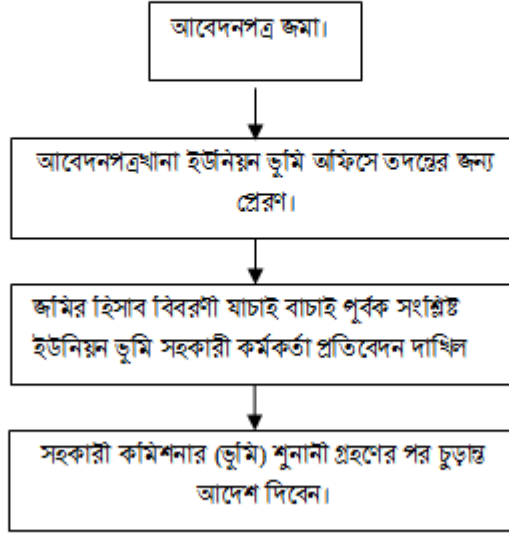 আবেদনপত্র জমা।
আবেদনপত্রখানা ইউনিয়ন ভূমি অফিসে তদন্তের জন্য
প্রেরণ।
জমির হিসাব বিবরণী যাচাই বাচাই পূর্বক সংশ্লিষ্ট
ইউনিয়ন ভূমি সহকারী কর্মকর্তা প্রতিবেদন দাখিল
সহকারী কমিশনার (ভূমি) শুনানী গ্রহণের পর চুড়ান্ত
আদেশ দিবেন।